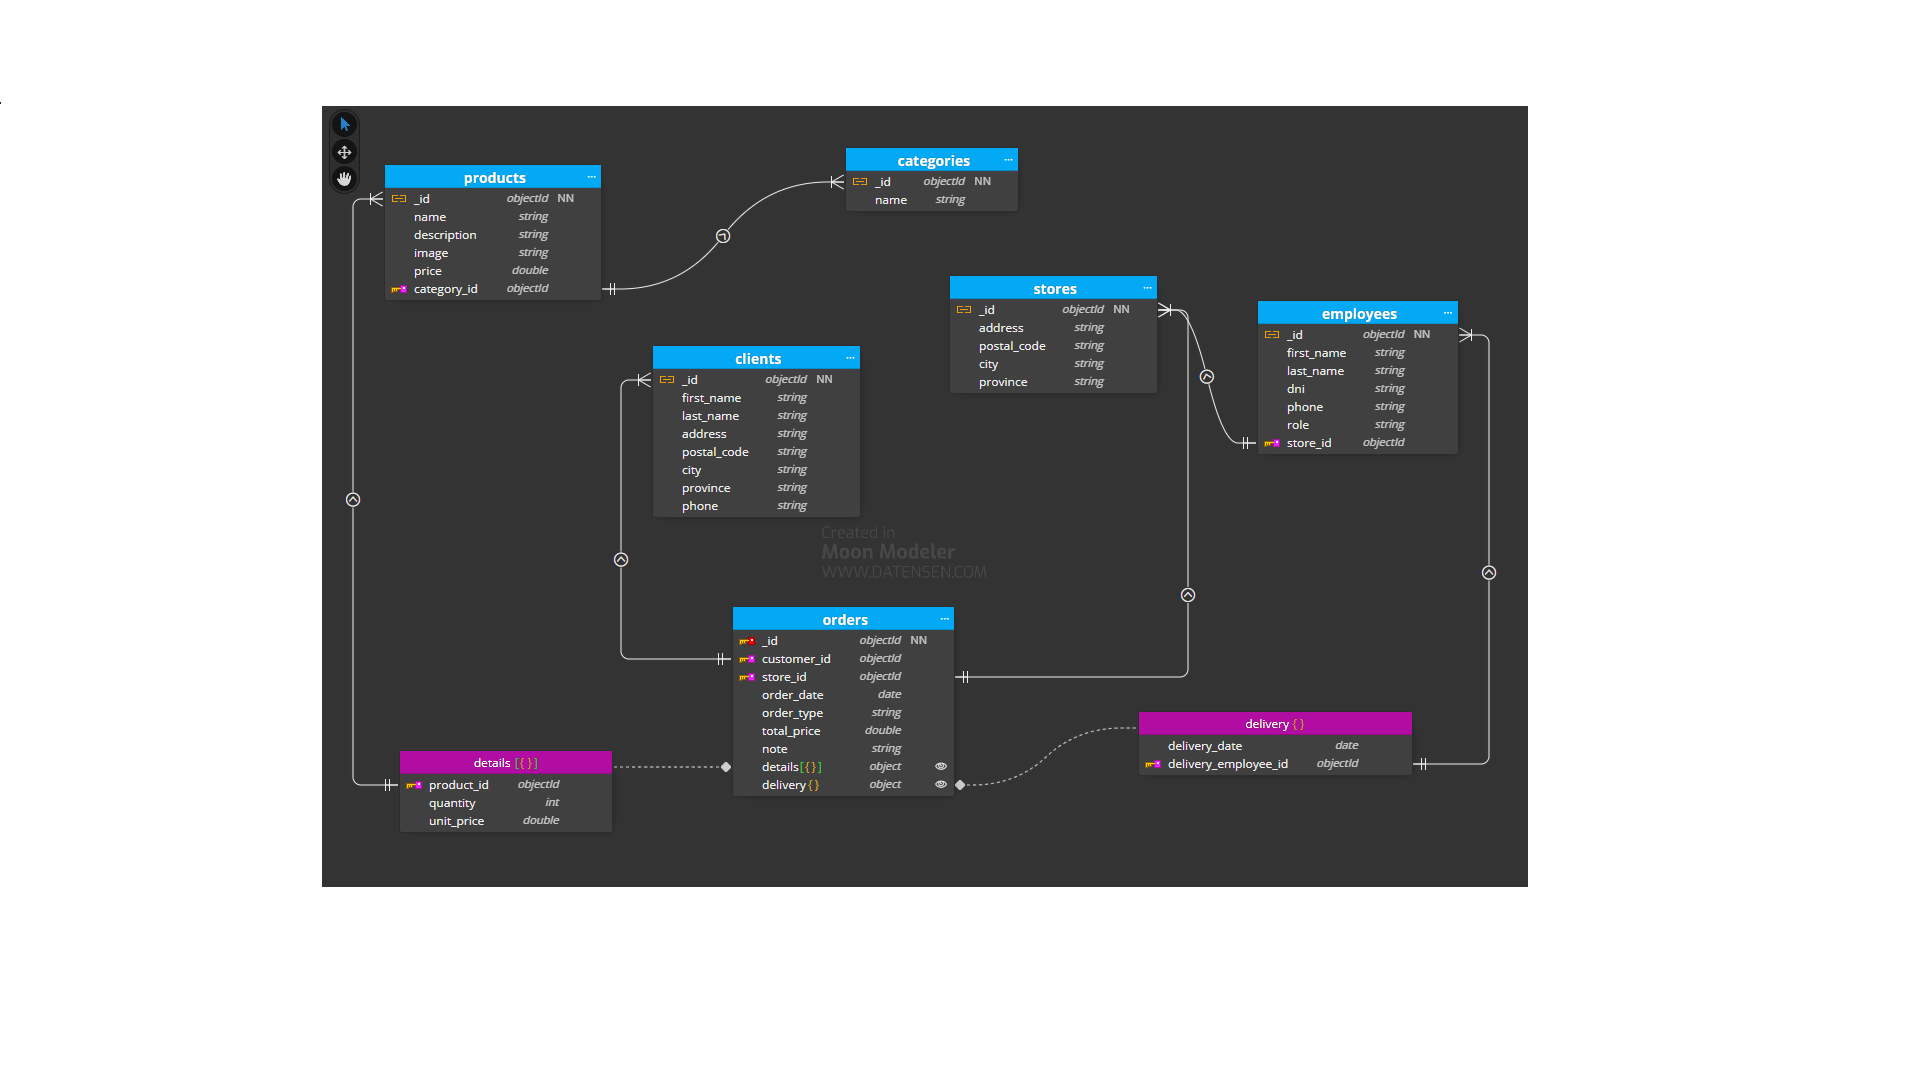 products ...
_id objectId NN
name string
description string
image string
price double
category_id objectId
categories ...
_id objectId NN
name string
stores ...
_id objectId NN
address string
postal_code string
city string
province string
employees ...
_id objectId NN
first_name string
last_name string
dni string
phone string
role string
store_id objectId
clients ...
_id objectId NN
first_name string
last_name string
address string
postal_code string
city string
province string
phone string
Created in
Moon Modeler
WWW.DATENSEN.COM
orders ...
_id objectId NN
customer_id objectId
store_id objectId
order_date date
order_type string
total_price double
note string
details[{}] object
delivery{} object
details [{}]
product_id objectId
quantity int
unit_price double
delivery {}
delivery_date date
delivery_employee_id objectId